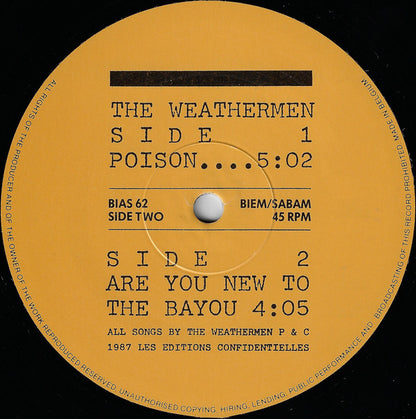 THE WEATHERMEN
SIDE 1
POISON....5:02
BIAS 62 BIEM/SABAM
SIDE TWO 45 RPM
SIDE 2
ARE YOU NEW TO
THE BAYOU 4:05
ALL SONGS BY THE WEATHERMEN P & C
1987 LES EDITIONS CONFIDENTIELLES
ALL RIGHTS OF THE PRODUCER AND OF THE OWNER OF THE WORK REPRODUCED RESERVED. UNAUTHORISED COPYING, HIRING, LENDING, PUBLIC PERFORMANCE AND BROADCASTING OF THIS RECORD PROHIBITED MADE IN BELGIUM